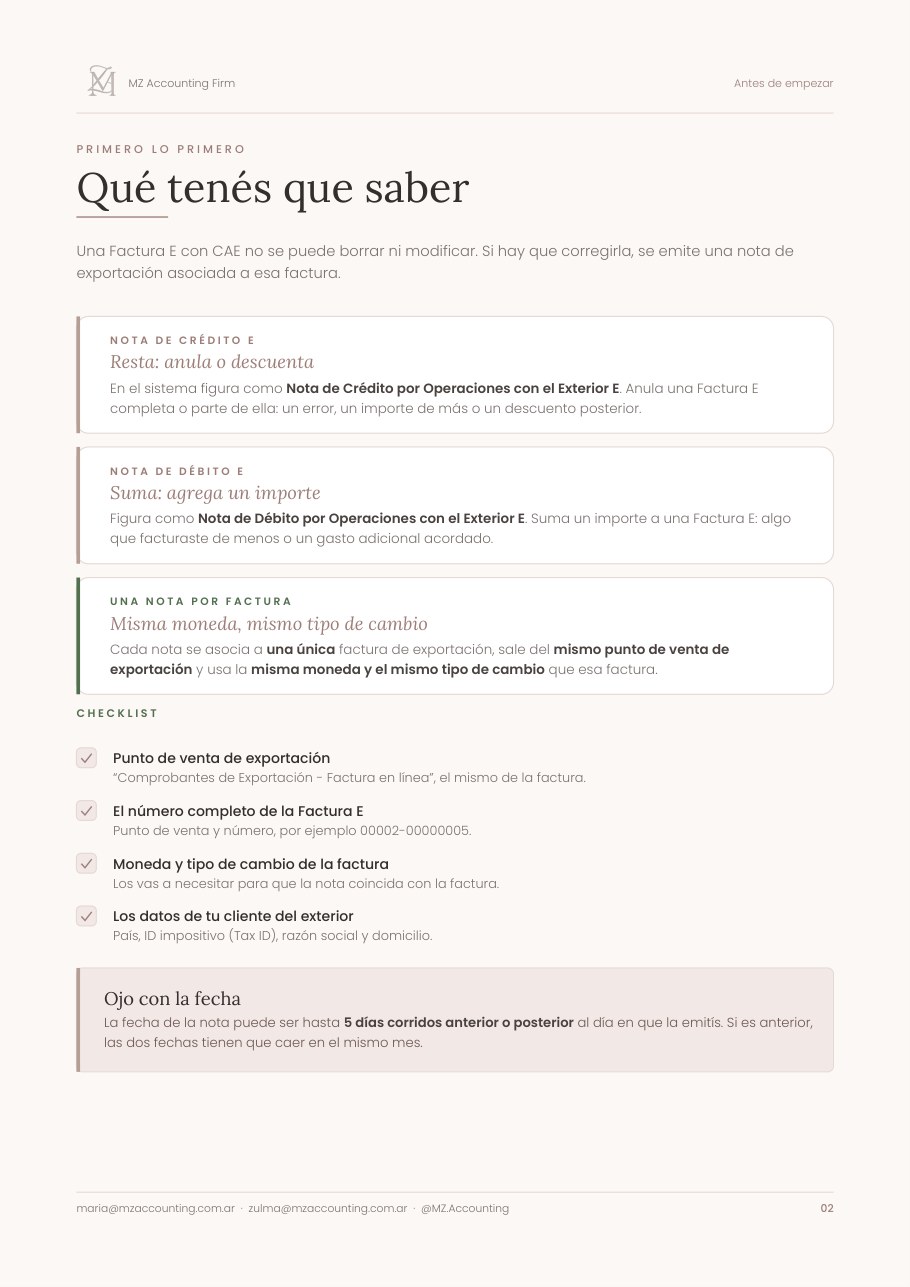 MZ Accounting Firm
Antes de empezar
PRIMERO LO PRIMERO
Qué tenés que saber
Una Factura E con CAE no se puede borrar ni modificar. Si hay que corregirla, se emite una nota de
exportación asociada a esa factura.
NOTA DE CRÉDITO E
Resta: anula o descuenta
En el sistema figura como Nota de Crédito por Operaciones con el Exterior E. Anula una Factura E
completa o parte de ella: un error, un importe de más o un descuento posterior.
NOTA DE DÉBITO E
Suma: agrega un importe
Figura como Nota de Débito por Operaciones con el Exterior E. Suma un importe a una Factura E: algo
que facturaste de menos o un gasto adicional acordado.
UNA NOTA POR FACTURA
Misma moneda, mismo tipo de cambio
Cada nota se asocia a una única factura de exportación, sale del mismo punto de venta de
exportación y usa la misma moneda y el mismo tipo de cambio que esa factura.
CHECKLIST
Punto de venta de exportación
“Comprobantes de Exportación - Factura en línea”, el mismo de la factura.
El número completo de la Factura E
Punto de venta y número, por ejemplo 00002-00000005.
Moneda y tipo de cambio de la factura
Los vas a necesitar para que la nota coincida con la factura.
Los datos de tu cliente del exterior
País, ID impositivo (Tax ID), razón social y domicilio.
Ojo con la fecha
La fecha de la nota puede ser hasta 5 días corridos anterior o posterior al día en que la emitís. Si es anterior,
las dos fechas tienen que caer en el mismo mes.
maria@mzaccounting.com.ar · zulma@mzaccounting.com.ar · @MZ.Accounting
02